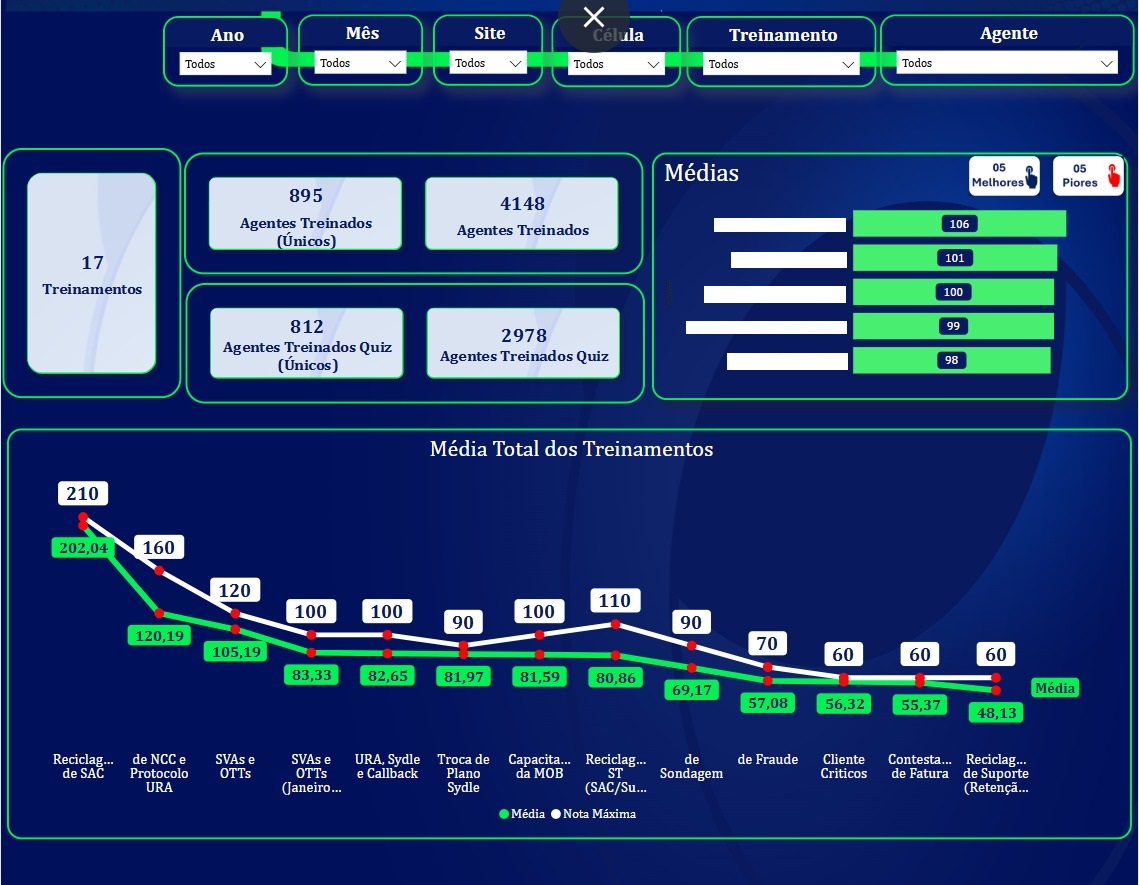 Ano
Mês
Site
Célula
Treinamento
Agente
Todos
Todos
Todos
Todos
Todos
Todos
17
Treinamentos
895
Agentes Treinados
(Únicos)
4148
Agentes Treinados
812
Agentes Treinados Quiz
(Únicos)
2978
Agentes Treinados Quiz
Médias
05
Melhores
05
Piores
106
101
100
99
98
Média Total dos Treinamentos
210
160
120
100
100
90
100
110
90
70
60
60
60
202,04
120,19
105,19
83,33
82,65
81,97
81,59
80,86
69,17
57,08
56,32
55,37
48,13
Média
Reciclag...
de SAC
de NCC e
Protocolo
URA
SVAs e
OTTs
SVAs e
OTTs
(Janeiro...
URA, Sydle
e Callback
Troca de
Plano
Sydle
Capacita...
da MOB
Reciclag...
ST
(SAC/Su...
de
Sondagem
de Fraude
Cliente
Criticos
Contesta...
de Fatura
Reciclag...
de Suporte
(Retençã...
Média
Nota Máxima